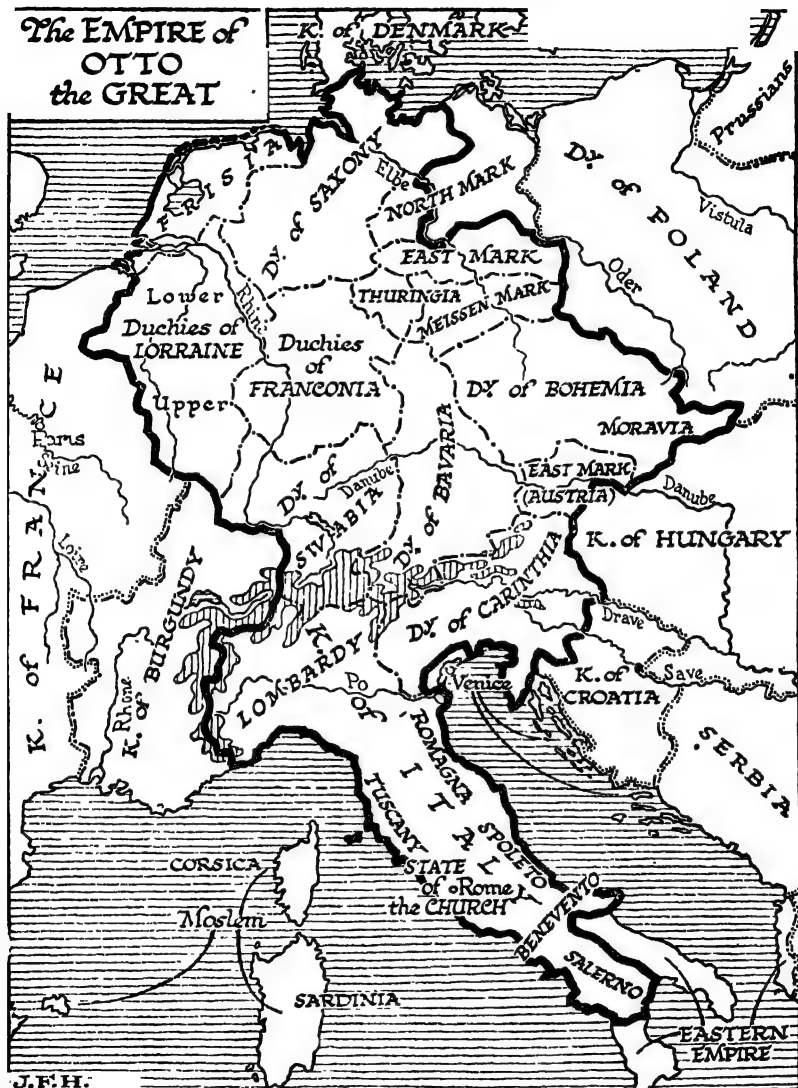 The EMPIRE of
OTTO
the GREAT
K. of DENMARK
Prussians
FRISIA
Dy. of SAXONY
Elbe
NORTH MARK
Dy. of POLAND
Vistula
EAST MARK
Oder
Lower
Duchies of
LORRAINE
Upper
Rhine
THURINGIA
MEISSEN MARK
Duchies
of
FRANCONIA
Dy. of BOHEMIA
MORAVIA
K. of FRANCE
Paris
Seine
Loire
Dy. of
SWABIA
Danube
Dy. of BAVARIA
EAST MARK
(AUSTRIA)
Danube
K. of HUNGARY
K. of BURGUNDY
Rhone
Dy. of CARINTHIA
Drave
K. of
LOMBARDY
Po
Venice
K. of
CROATIA
Save
SERBIA
ROMAGNA
ITALY
TUSCANY
SPOLETO
STATE
of Rome
the CHURCH
BENEVENTO
SALERNO
CORSICA
Moslem
SARDINIA
EASTERN
EMPIRE
J.F.H.